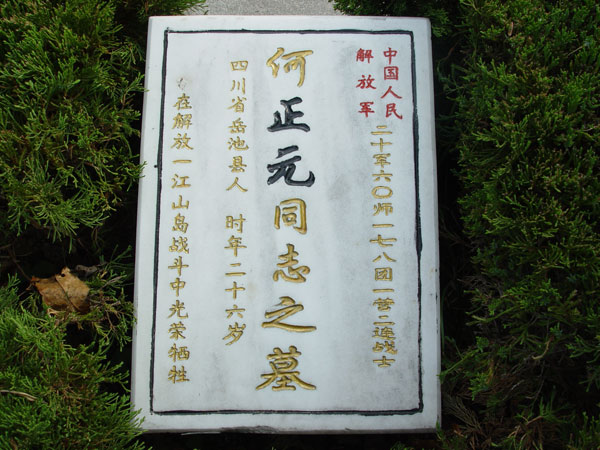 中国人民
解放军
二十军六〇师一七八团一营二连战士
何正元同志之墓
四川省岳池县人 时年二十六岁
在解放一江山岛战斗中光荣牺牲